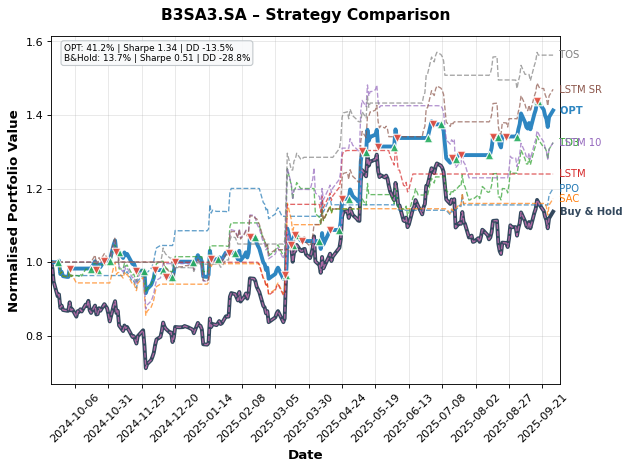 B3SA3.SA – Strategy Comparison
OPT: 41.2% | Sharpe 1.34 | DD -13.5%
B&Hold: 13.7% | Sharpe 0.51 | DD -28.8%
Normalised Portfolio Value
1.6
1.4
1.2
1.0
0.8
TOS
LSTM SR
OPT
LSTM 10
LSTM
PPO
SAC
Buy & Hold
2024-10-06
2024-10-31
2024-11-25
2024-12-20
2025-01-14
2025-02-08
2025-03-05
2025-03-30
2025-04-24
2025-05-19
2025-06-13
2025-07-08
2025-08-02
2025-08-27
2025-09-21
Date